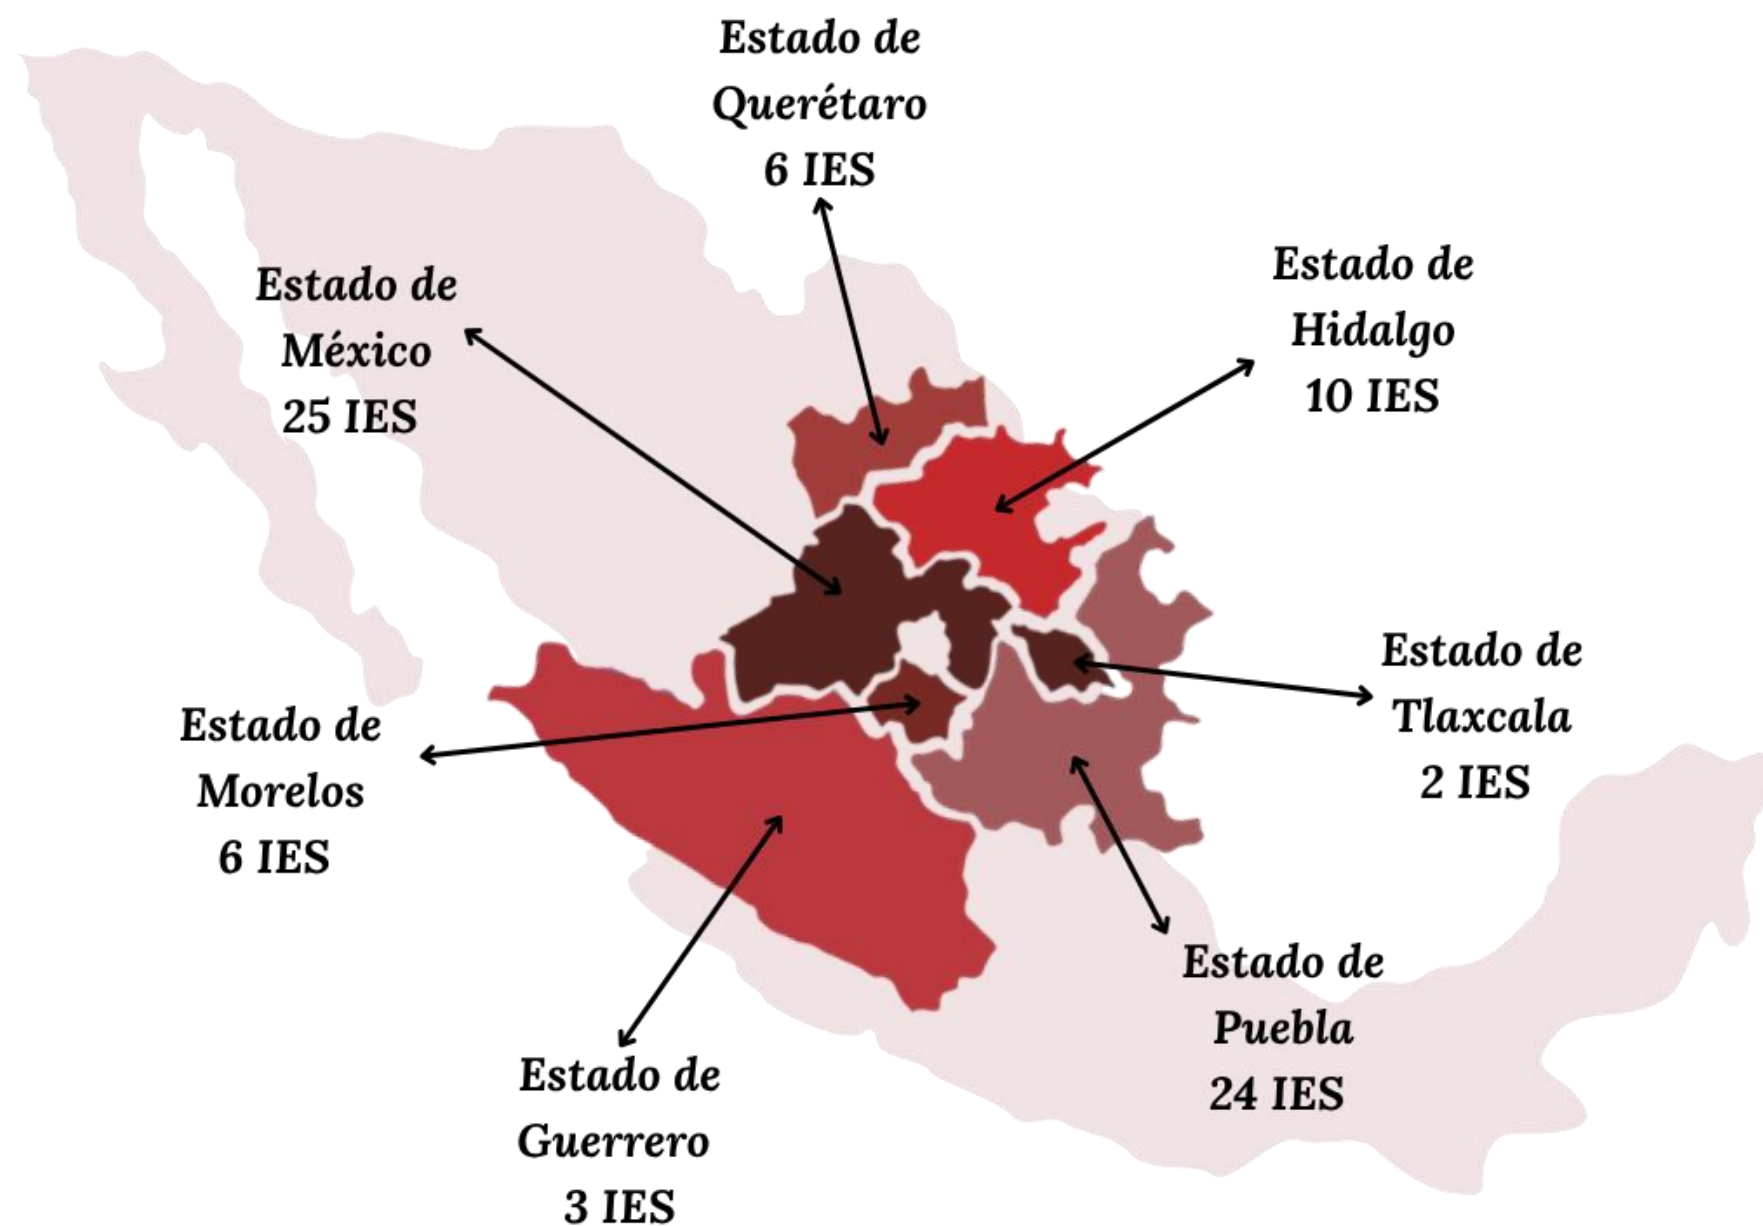 Estado de
Querétaro
6 IES
Estado de
Hidalgo
10 IES
Estado de
México
25 IES
Estado de
Tlaxcala
2 IES
Estado de
Morelos
6 IES
Estado de
Puebla
24 IES
Estado de
Guerrero
3 IES